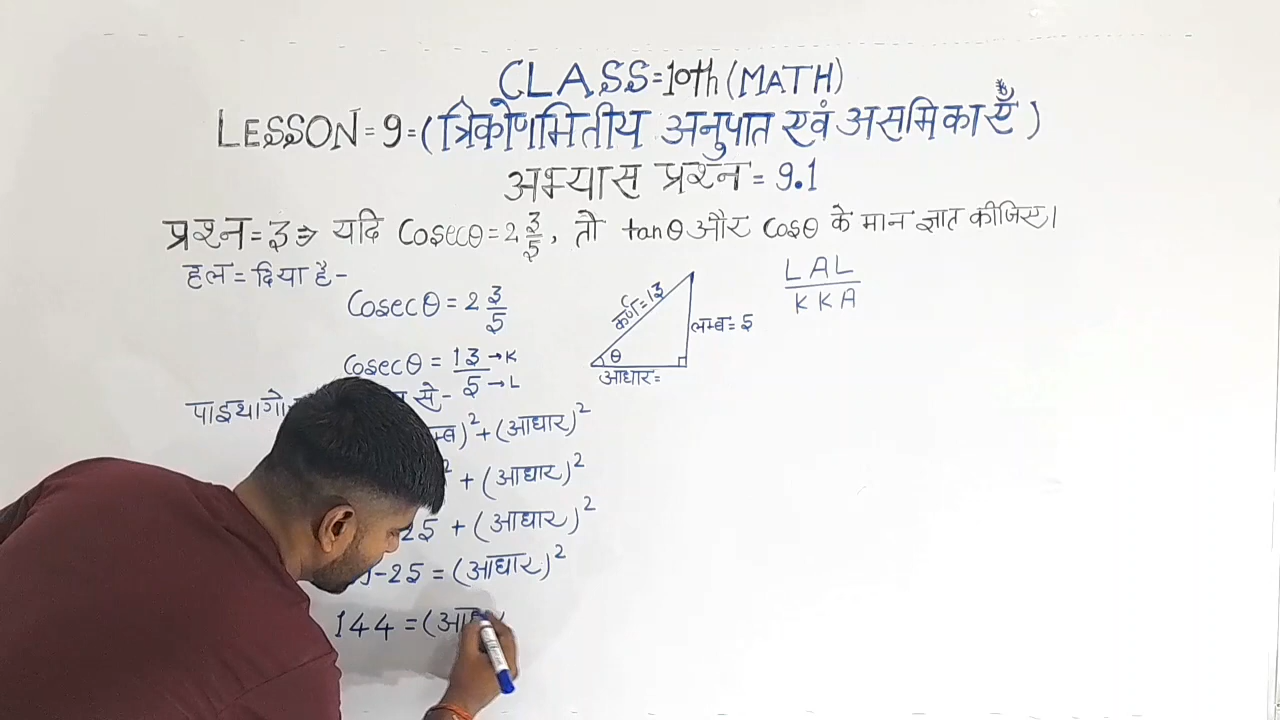 CLASS=10th (MATH)
LESSON=9=(त्रिकोणमितीय अनुपात एवं असमिकाएँ)
अभ्यास प्रश्न=9.1
प्रश्न=3⇒ यदि Cosecθ=2 3/5, तो tanθ और Cosθ के मान ज्ञात कीजिए।
हल=दिया है-
Cosecθ=2 3/5
Cosecθ=13→K/5→L
कर्ण=13
लम्ब=5
θ
आधार=
LAL
KKA
से-
)²+(आधार)²
²+(आधार)²
25+(आधार)²
-25=(आधार)²
144=(